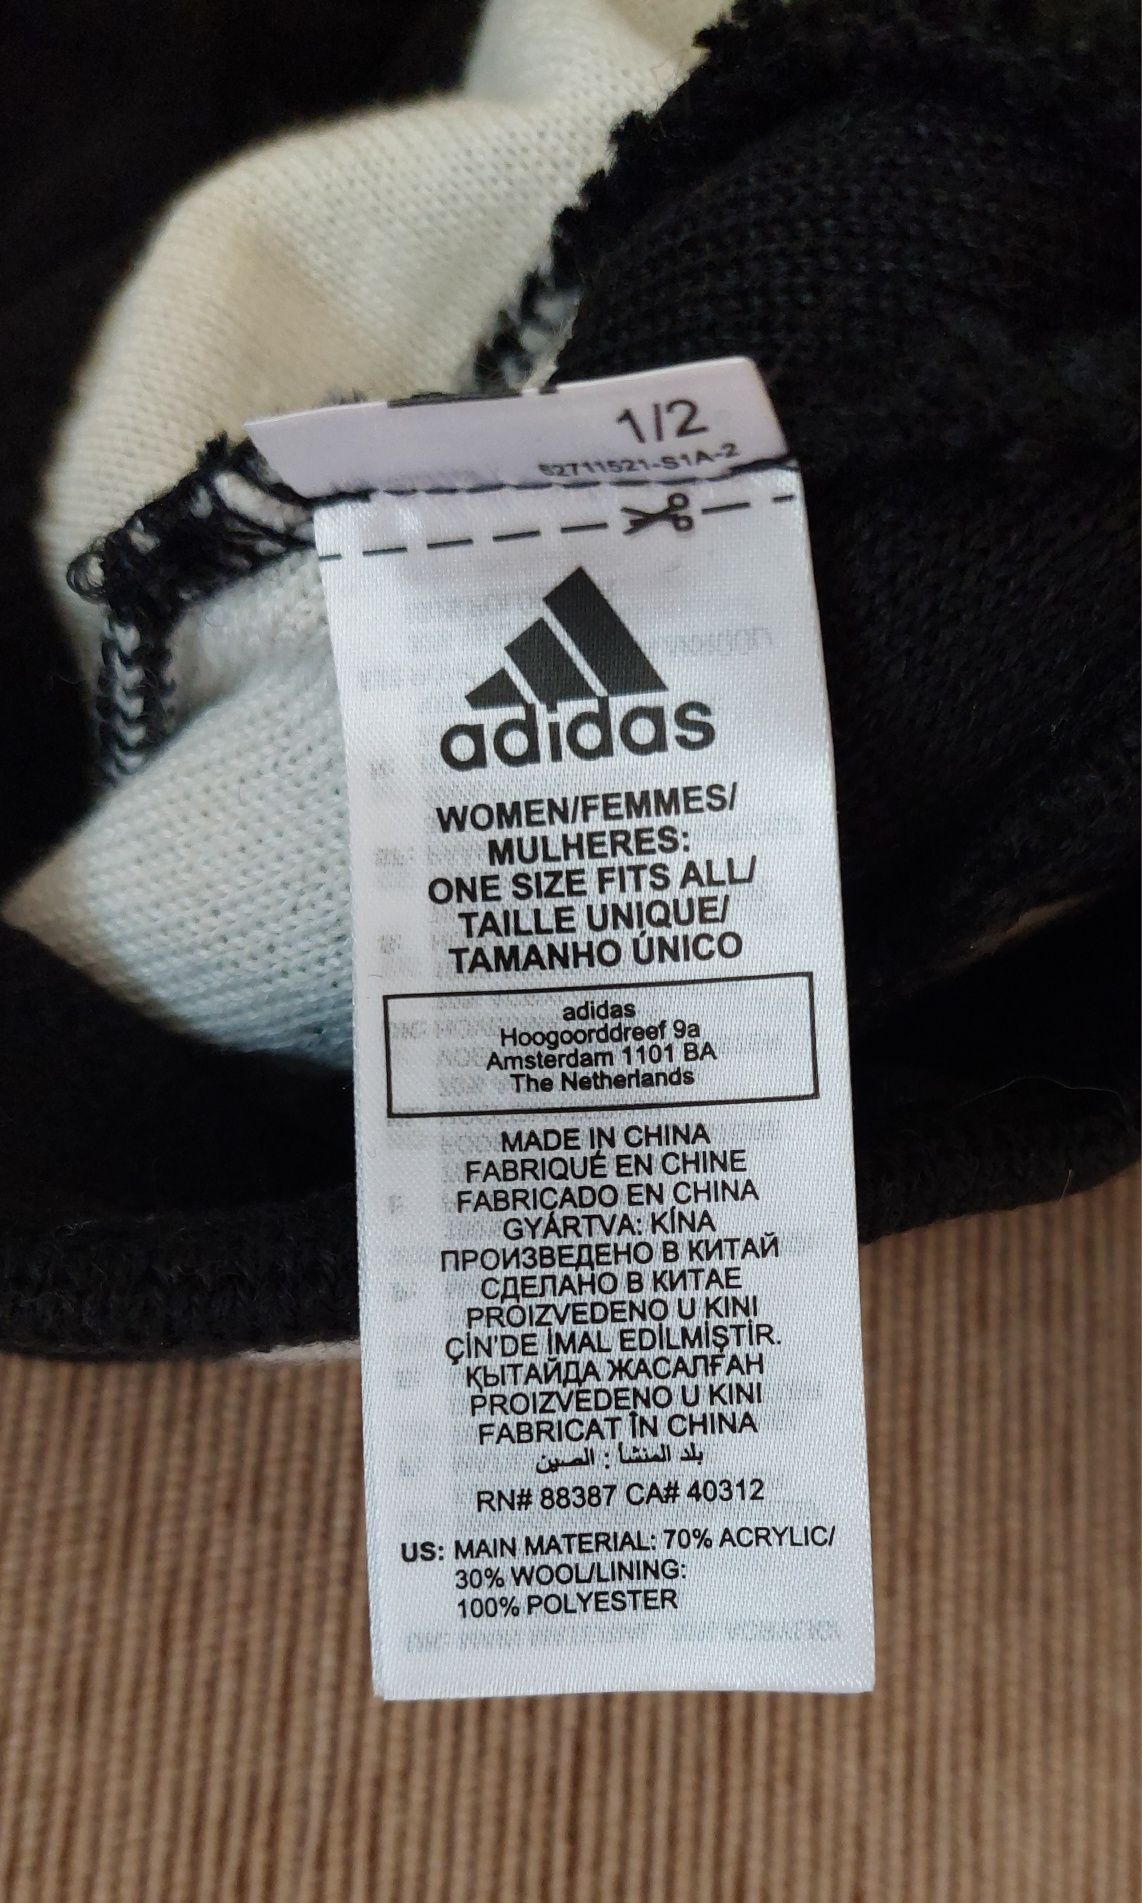 1/2
62711521-S1A-2
adidas
WOMEN/FEMMES/
MULHERES:
ONE SIZE FITS ALL/
TAILLE UNIQUE/
TAMANHO ÚNICO
adidas
Hoogoorddreef 9a
Amsterdam 1101 BA
The Netherlands
MADE IN CHINA
FABRIQUÉ EN CHINE
FABRICADO EN CHINA
GYÁRTVA: KÍNA
ПРОИЗВЕДЕНО В КИТАЙ
СДЕЛАНО В КИТАЕ
PROIZVEDENO U KINI
ÇİN'DE İMAL EDİLMİŞTİR.
ҚЫТАЙДА ЖАСАЛҒАН
PROIZVEDENO U KINI
FABRICAT ÎN CHINA
بلد المنشأ : الصين
RN# 88387 CA# 40312
US: MAIN MATERIAL: 70% ACRYLIC/
30% WOOL/LINING:
100% POLYESTER